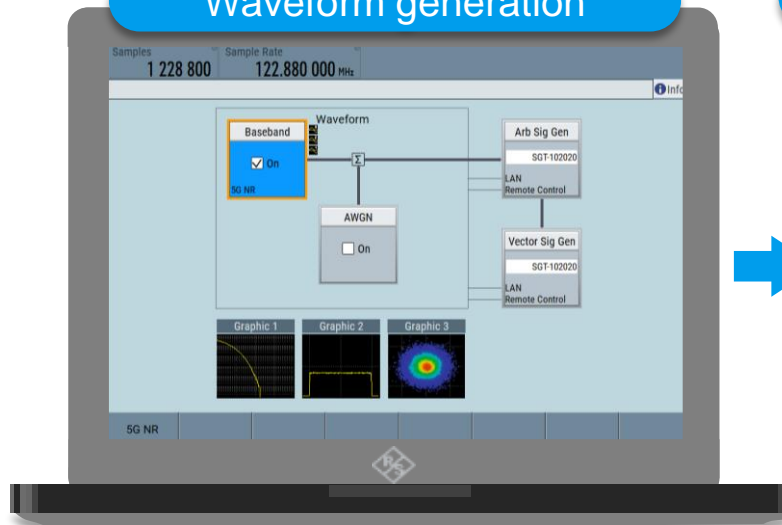 Waveform generation
Samples
1 228 800
Sample Rate
122.880 000 MHz
Info
Waveform
Baseband
On
5G NR
Σ
AWGN
On
Arb Sig Gen
SGT-102020
LAN
Remote Control
Vector Sig Gen
SGT-102020
LAN
Remote Control
Graphic 1
Graphic 2
Graphic 3
5G NR
R&S